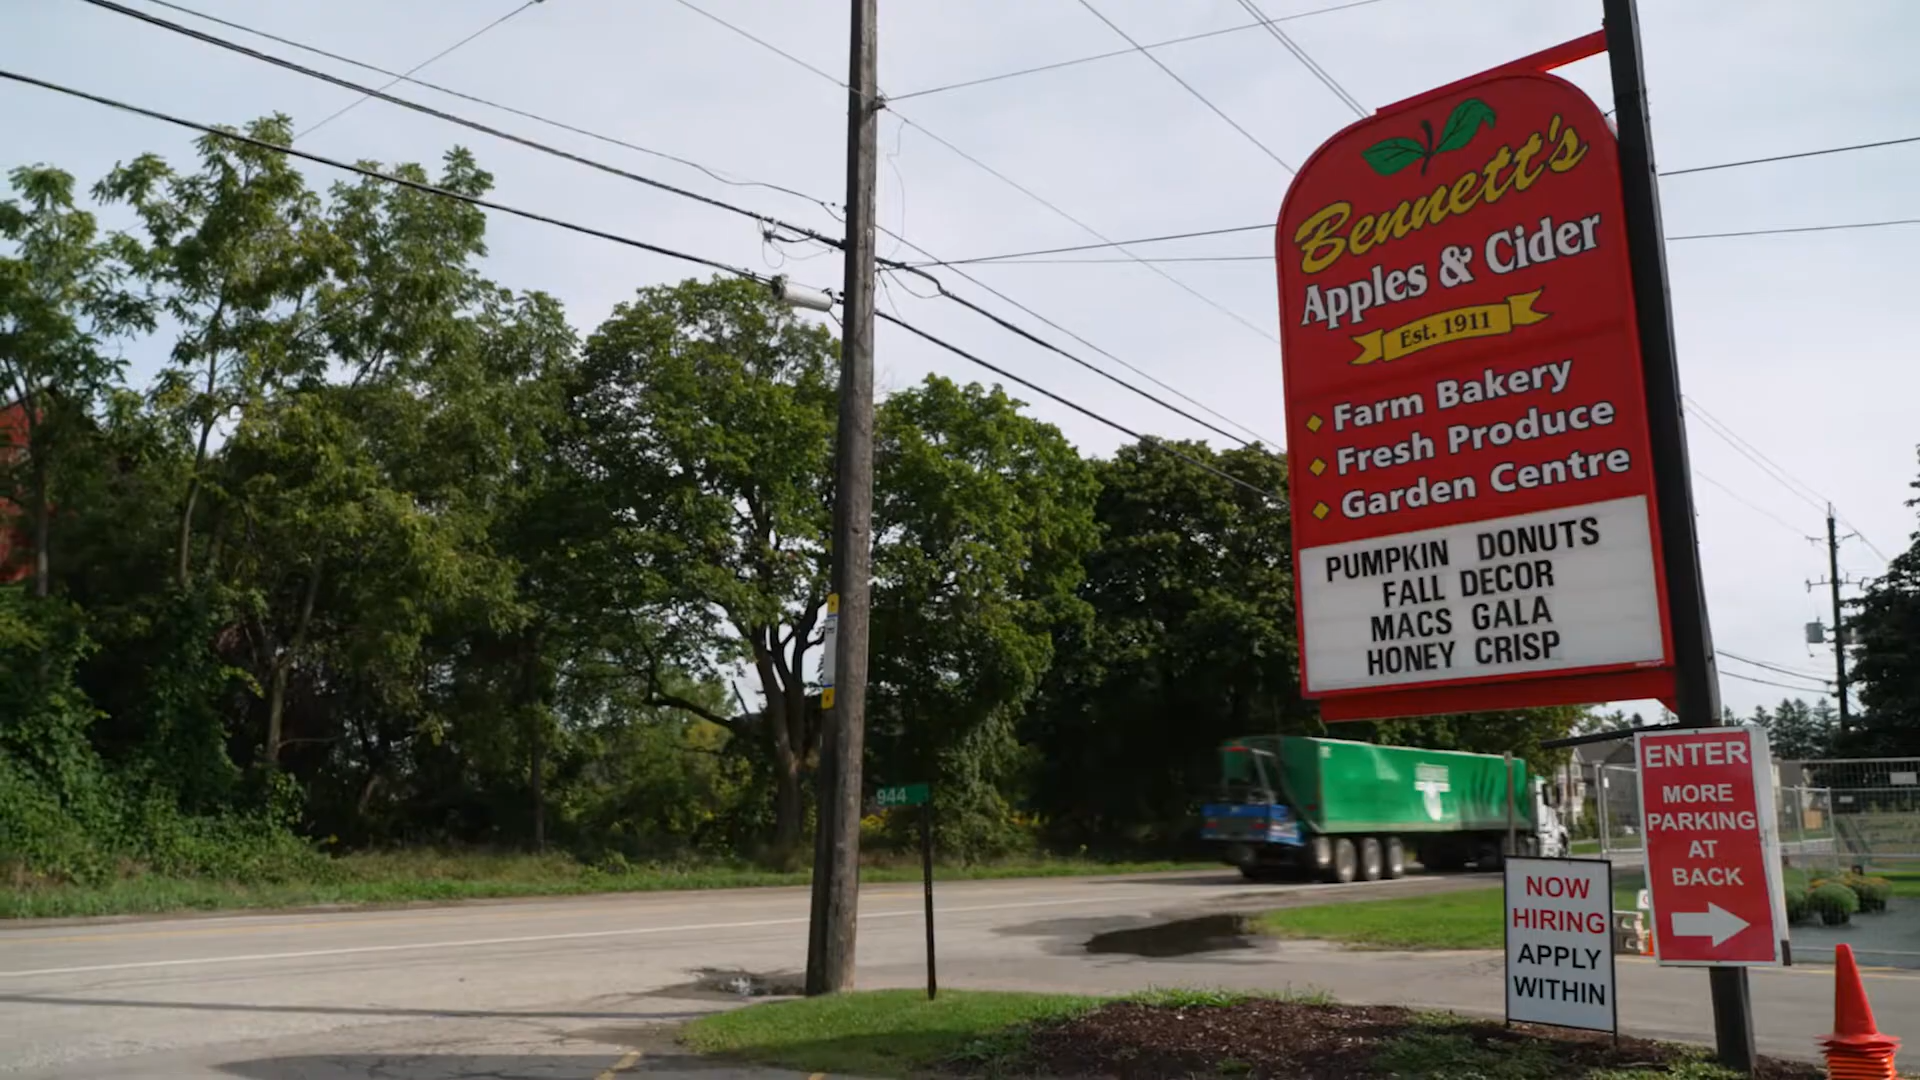 Bennett's
Apples & Cider
Est. 1911
Farm Bakery
Fresh Produce
Garden Centre
PUMPKIN DONUTS
FALL DECOR
MACS GALA
HONEY CRISP
944
ENTER
MORE
PARKING
AT
BACK
NOW
HIRING
APPLY
WITHIN